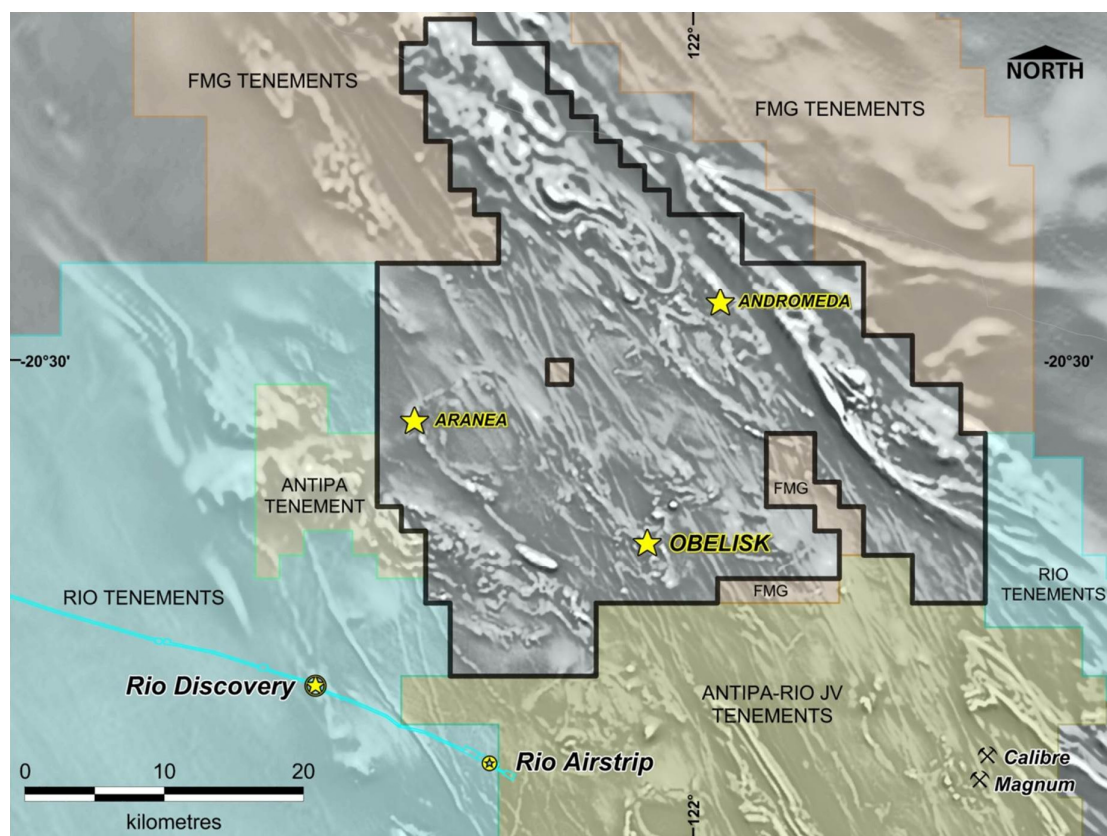 122°
NORTH
FMG TENEMENTS
FMG TENEMENTS
ANDROMEDA
-20°30'
-20°30'
ARANEA
ANTIPA
TENEMENT
FMG
OBELISK
FMG
RIO TENEMENTS
RIO
TENEMENTS
Rio Discovery
ANTIPA-RIO JV
TENEMENTS
Rio Airstrip
Calibre
Magnum
0 10 20
kilometres
122°